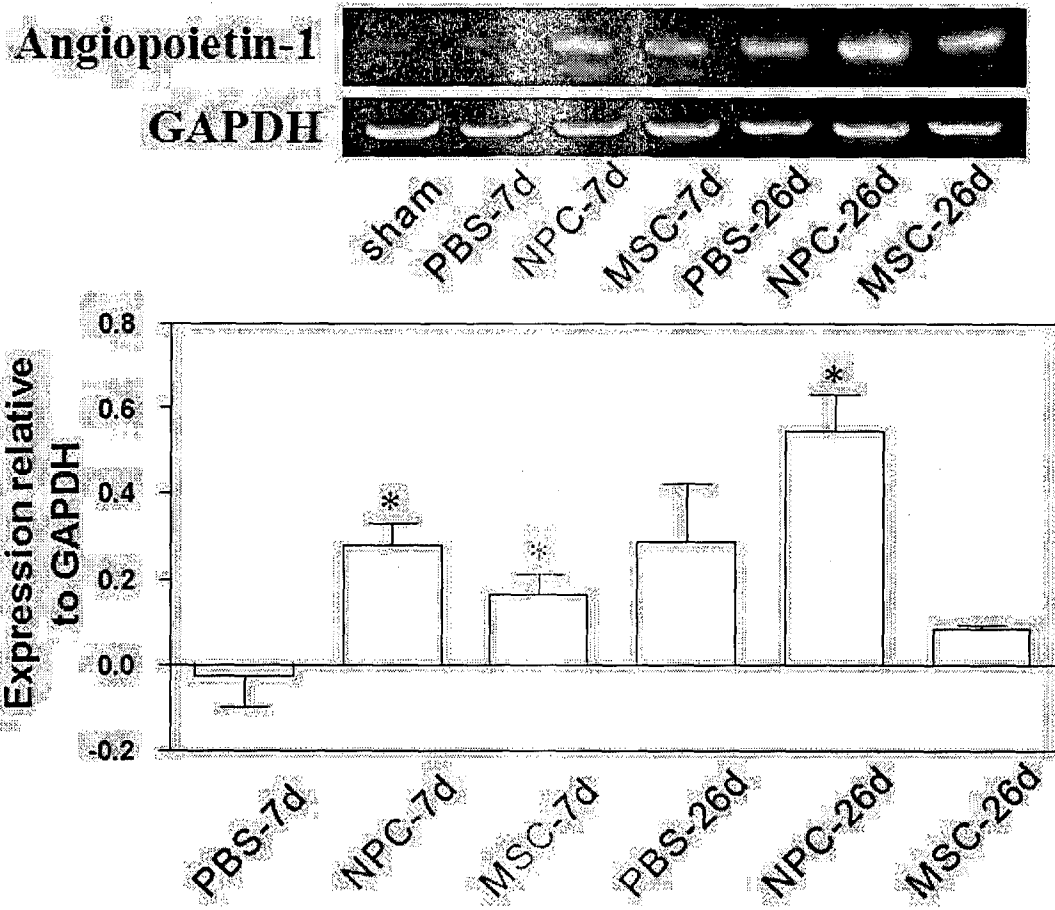 Angiopoietin-1
GAPDH
sham
PBS-7d
NPC-7d
MSC-7d
PBS-26d
NPC-26d
MSC-26d
Expression relative
to GAPDH
0.8
0.6
0.4
0.2
0.0
-0.2
*
*
*
PBS-7d
NPC-7d
MSC-7d
PBS-26d
NPC-26d
MSC-26d